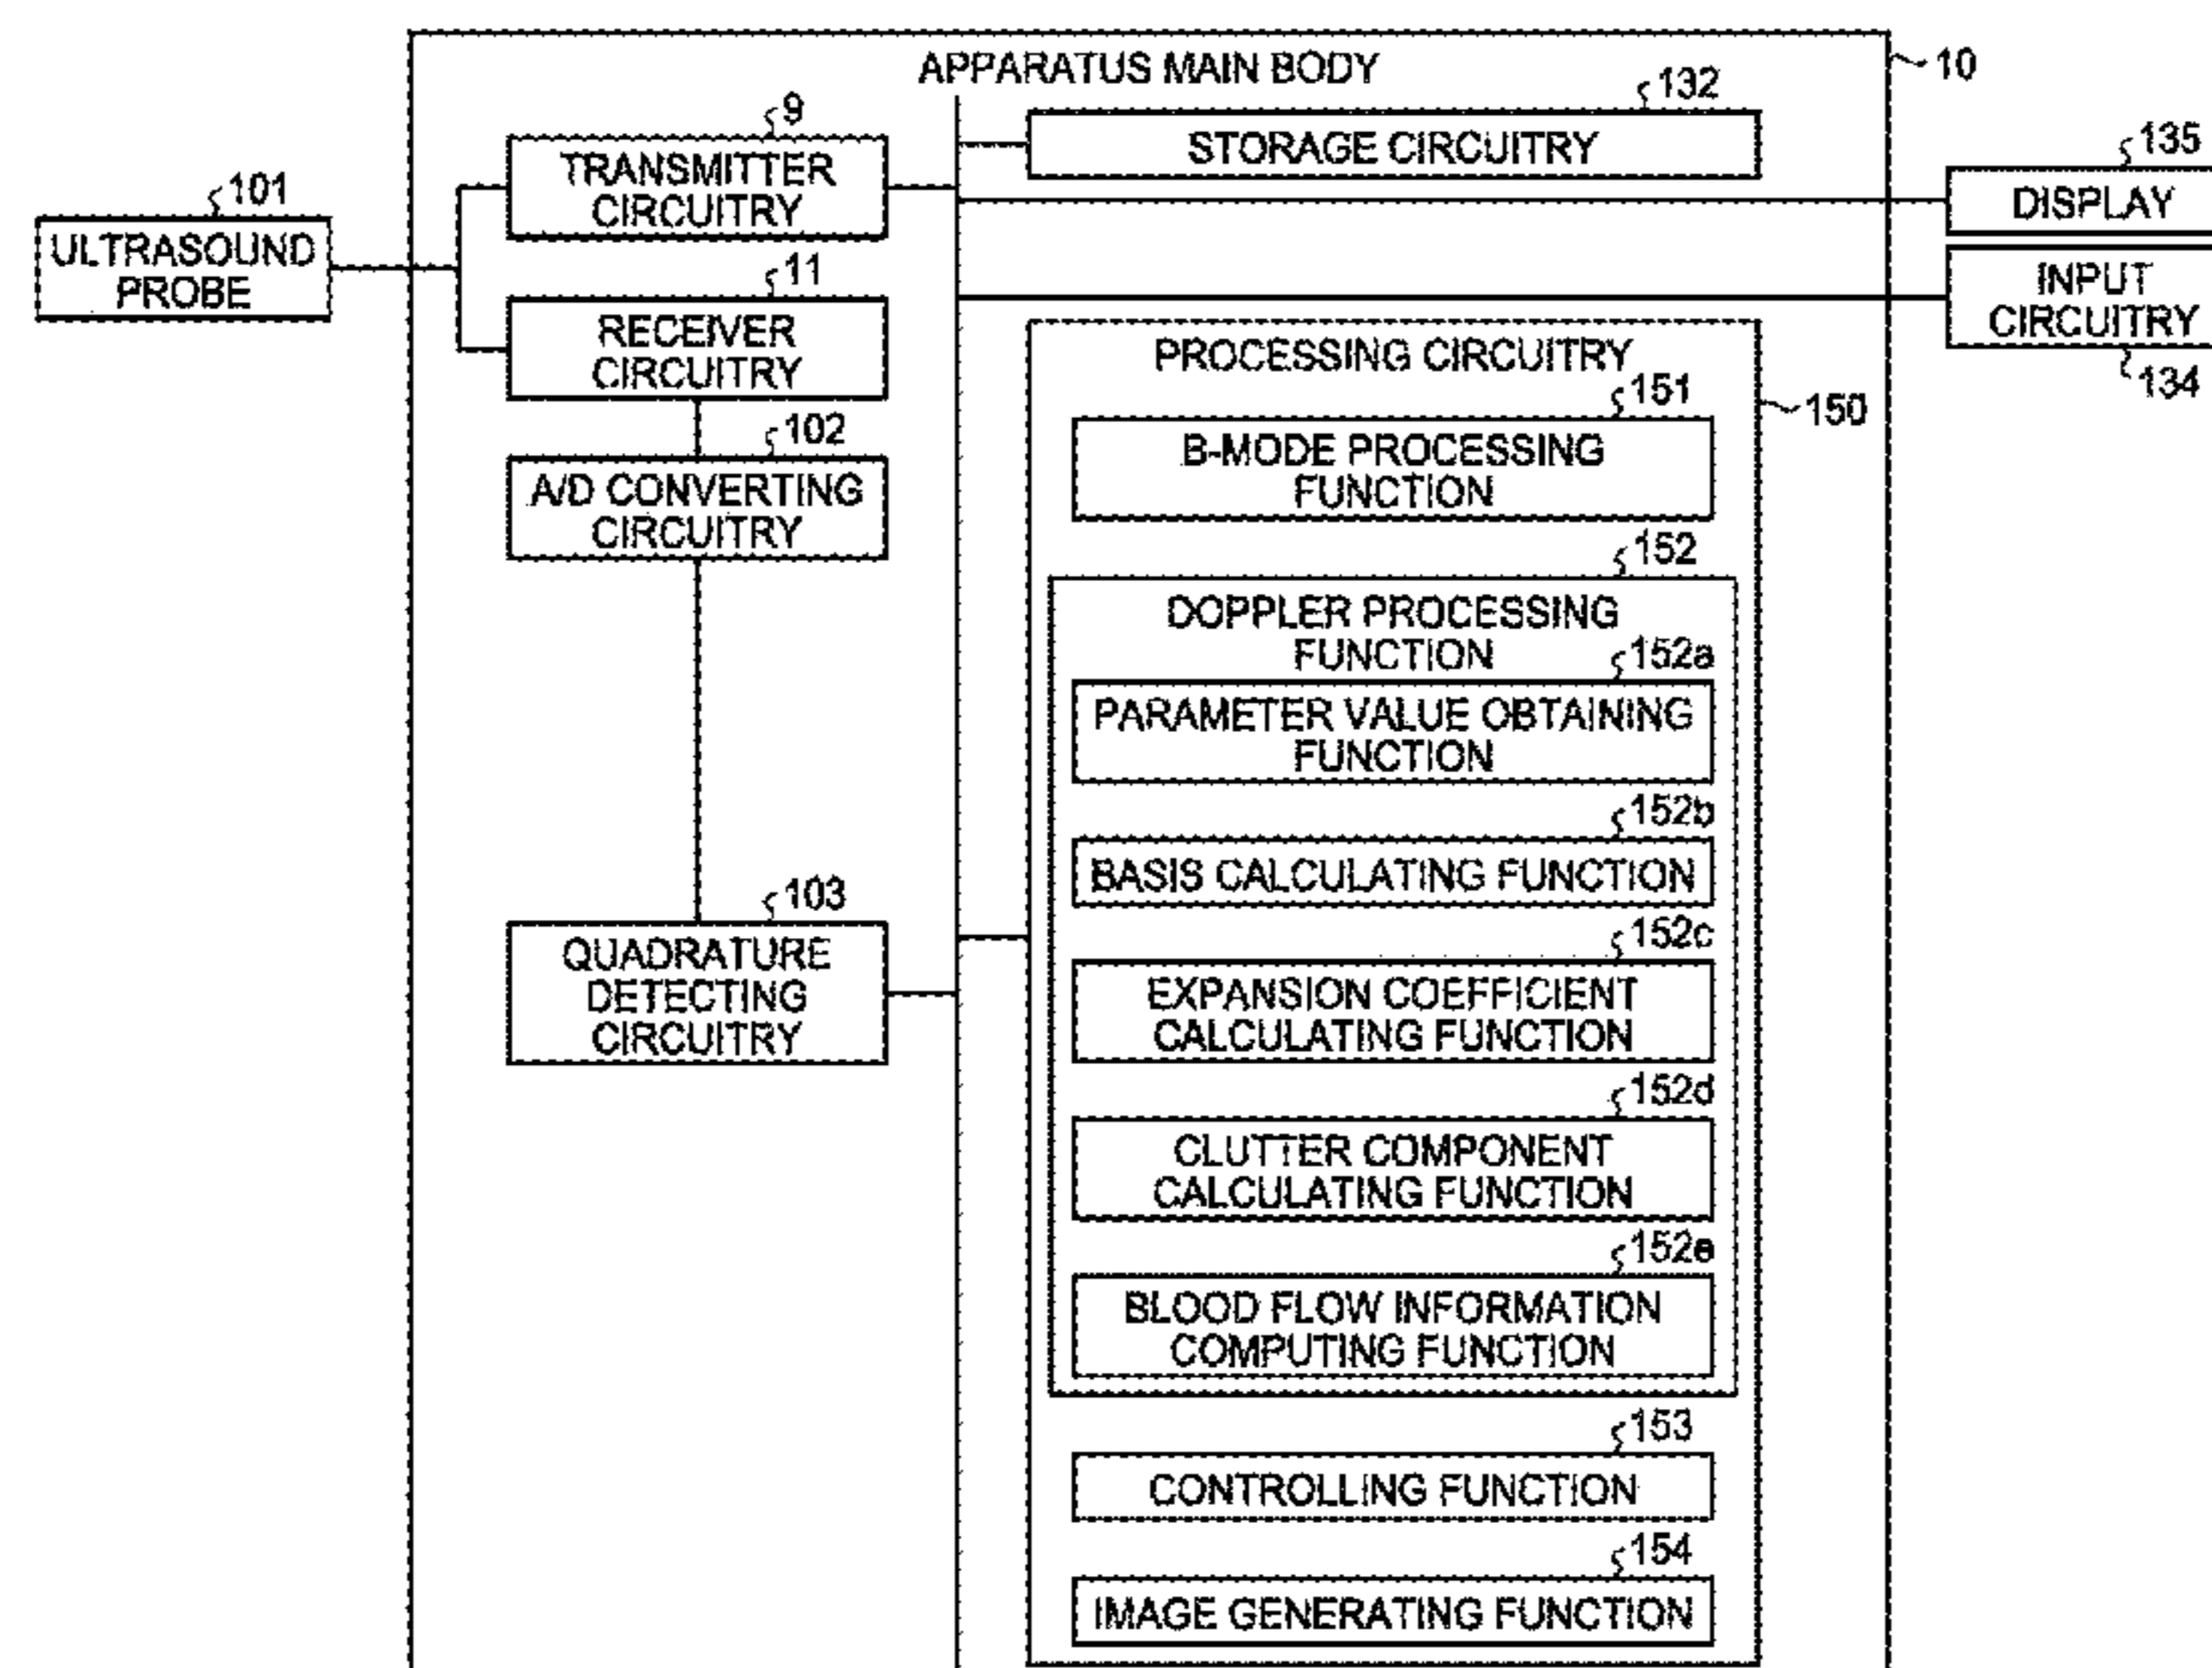 APPARATUS MAIN BODY
10
9
TRANSMITTER
CIRCUITRY
132
STORAGE CIRCUITRY
135
DISPLAY
101
ULTRASOUND
PROBE
INPUT
CIRCUITRY
134
11
RECEIVER
CIRCUITRY
PROCESSING CIRCUITRY
150
151
B-MODE PROCESSING
FUNCTION
102
A/D CONVERTING
CIRCUITRY
152
DOPPLER PROCESSING
FUNCTION
152a
PARAMETER VALUE OBTAINING
FUNCTION
152b
BASIS CALCULATING FUNCTION
103
QUADRATURE
DETECTING
CIRCUITRY
152c
EXPANSION COEFFICIENT
CALCULATING FUNCTION
152d
CLUTTER COMPONENT
CALCULATING FUNCTION
152e
BLOOD FLOW INFORMATION
COMPUTING FUNCTION
153
CONTROLLING FUNCTION
154
IMAGE GENERATING FUNCTION